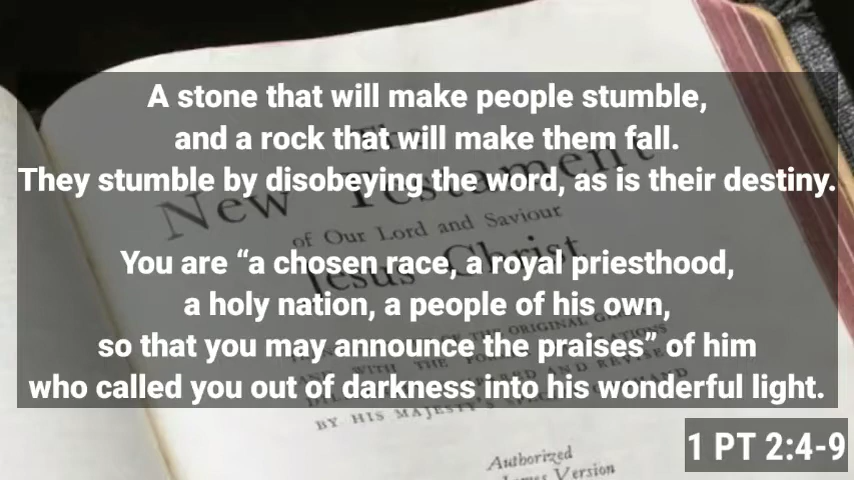 A stone that will make people stumble,
and a rock that will make them fall.
They stumble by disobeying the word, as is their destiny.
You are “a chosen race, a royal priesthood,
a holy nation, a people of his own,
so that you may announce the praises” of him
who called you out of darkness into his wonderful light.
1 PT 2:4-9
The
New Testament
of Our Lord and Saviour
Jesus Christ
THE ORIGINAL
AND WITH THE
AND REVISED
BY HIS MAJESTY'S
Authorized
James Version